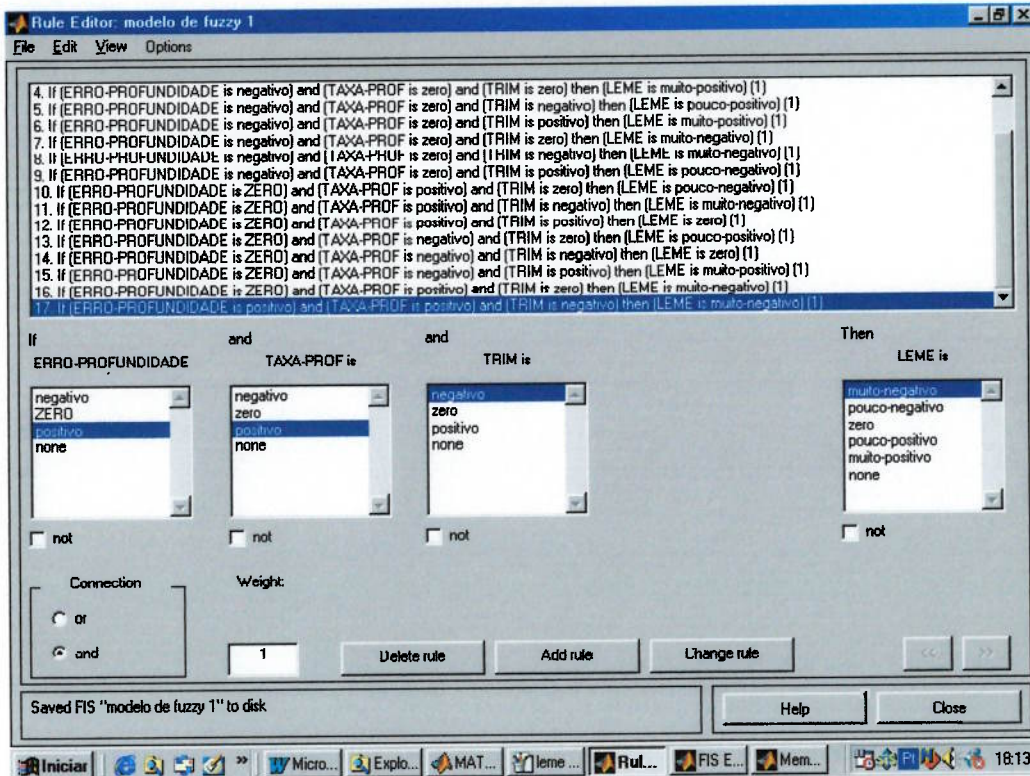 Rule Editor: modelo de fuzzy 1
File Edit View Options
4. If (ERRO-PROFUNDIDADE is negativo) and (TAXA-PROF is zero) and (TRIM is zero) then (LEME is muito-positivo) (1)
5. If (ERRO-PROFUNDIDADE is negativo) and (TAXA-PROF is zero) and (TRIM is negativo) then (LEME is pouco-positivo) (1)
6. If (ERRO-PROFUNDIDADE is negativo) and (TAXA-PROF is zero) and (TRIM is positivo) then (LEME is muito-positivo) (1)
7. If (ERRO-PROFUNDIDADE is negativo) and (TAXA-PROF is zero) and (TRIM is zero) then (LEME is muito-negativo) (1)
8. If (ERRO-PROFUNDIDADE is negativo) and (TAXA-PROF is zero) and (TRIM is negativo) then (LEME is muito-negativo) (1)
9. If (ERRO-PROFUNDIDADE is negativo) and (TAXA-PROF is zero) and (TRIM is positivo) then (LEME is pouco-negativo) (1)
10. If (ERRO-PROFUNDIDADE is ZERO) and (TAXA-PROF is positivo) and (TRIM is zero) then (LEME is pouco-negativo) (1)
11. If (ERRO-PROFUNDIDADE is ZERO) and (TAXA-PROF is positivo) and (TRIM is negativo) then (LEME is muito-negativo) (1)
12. If (ERRO-PROFUNDIDADE is ZERO) and (TAXA-PROF is positivo) and (TRIM is positivo) then (LEME is zero) (1)
13. If (ERRO-PROFUNDIDADE is ZERO) and (TAXA-PROF is negativo) and (TRIM is zero) then (LEME is pouco-positivo) (1)
14. If (ERRO-PROFUNDIDADE is ZERO) and (TAXA-PROF is negativo) and (TRIM is negativo) then (LEME is zero) (1)
15. If (ERRO-PROFUNDIDADE is ZERO) and (TAXA-PROF is negativo) and (TRIM is positivo) then (LEME is muito-positivo) (1)
16. If (ERRO-PROFUNDIDADE is ZERO) and (TAXA-PROF is positivo) and (TRIM is zero) then (LEME is muito-negativo) (1)
17. If (ERRO-PROFUNDIDADE is positivo) and (TAXA-PROF is positivo) and (TRIM is negativo) then (LEME is muito-negativo) (1)
If and and Then
ERRO-PROFUNDIDADE TAXA-PROF is TRIM is LEME is
negativo negativo negativo muito-negativo
ZERO zero zero pouco-negativo
positivo positivo positivo zero
none none none pouco-positivo
muito-positivo
none
not not not not
Connection Weight:
or
and 1 Delete rule Add rule Change rule << >>
Saved FIS "modelo de fuzzy 1" to disk Help Close
Iniciar » Micro... Explo... MAT... leme ... Rul... FIS E... Mem... Pt 18:13